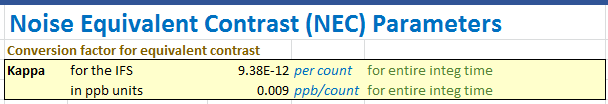 Noise Equivalent Contrast (NEC) Parameters
Conversion factor for equivalent contrast
Kappa for the IFS 9.38E-12 per count for entire integ time
in ppb units 0.009 ppb/count for entire integ time